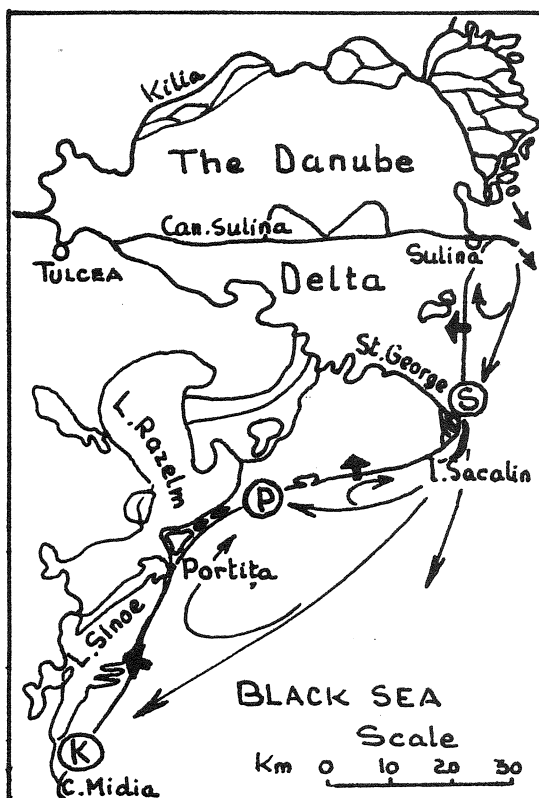 Kilia
The Danube
Can. Sulina
Sulina
TULCEA
Delta
St. George
S
L. Razelm
I. Sacalin
P
Portiţa
L. Sinoe
BLACK SEA
K
Scale
C. Midia
Km 0 10 20 30